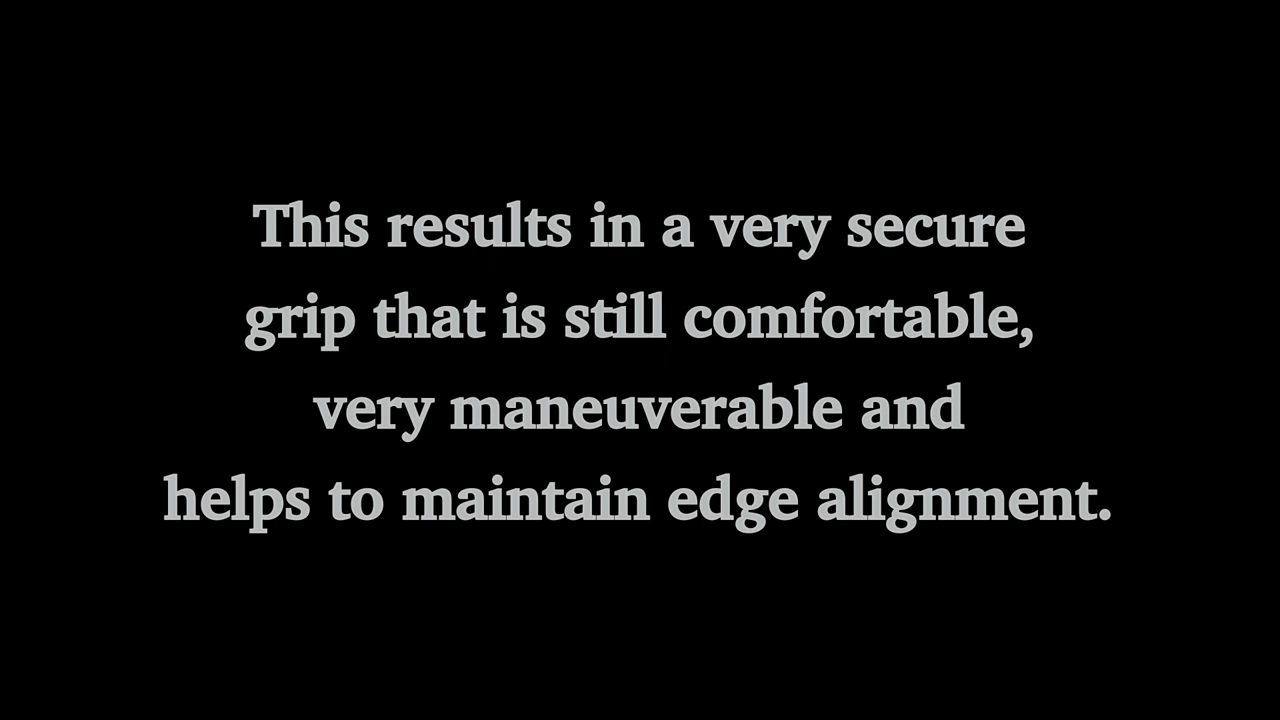 This results in a very secure
grip that is still comfortable,
very maneuverable and
helps to maintain edge alignment.